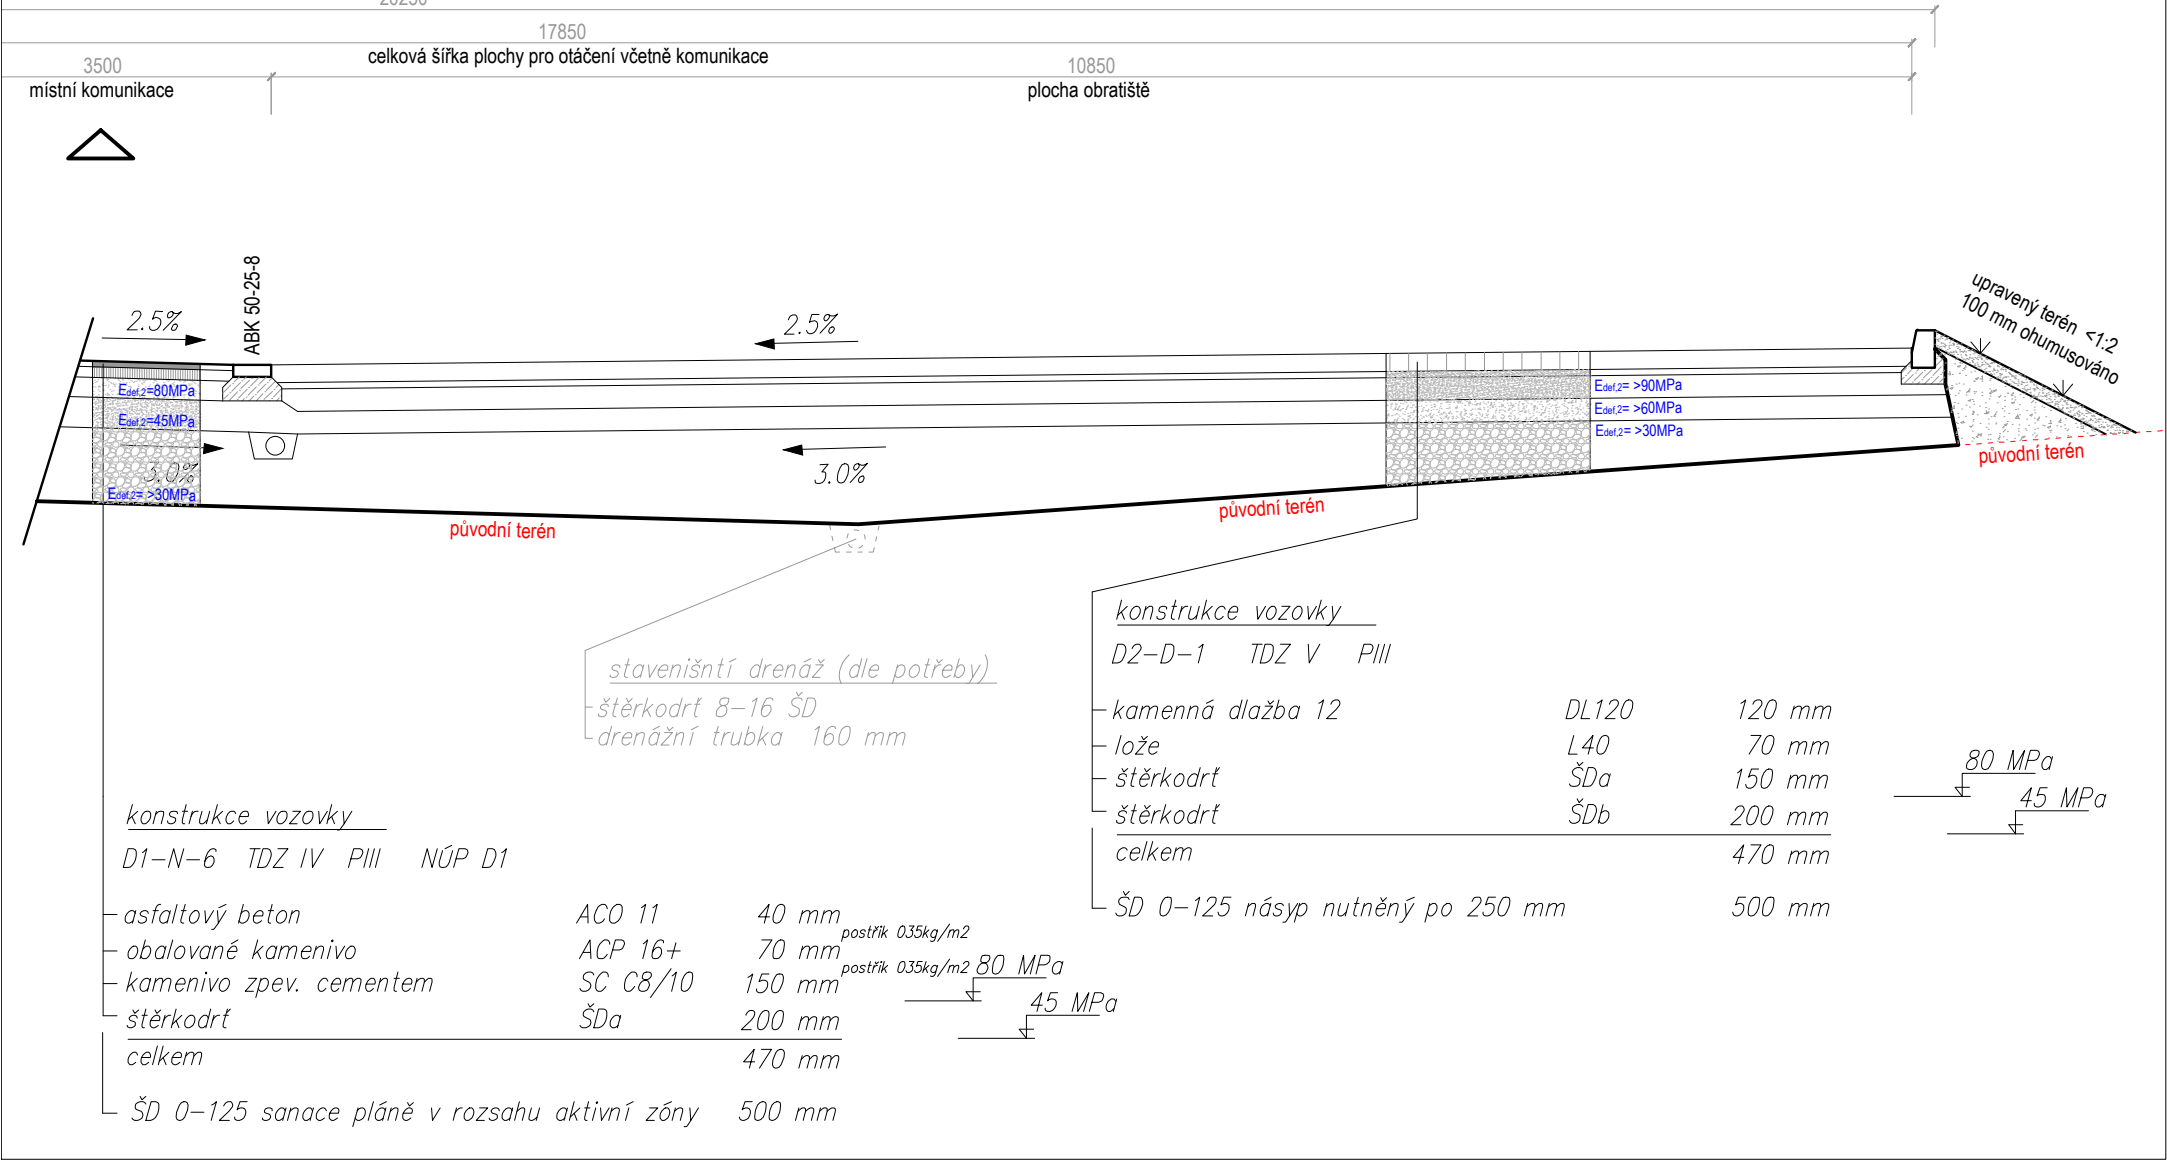 17850
celková šířka plochy pro otáčení včetně komunikace
3500
místní komunikace
10850
plocha obratiště
ABK 50-25-8
2.5%
2.5%
upravený terén <1:2
100 mm ohumusováno
Edef,2=80MPa
Edef,2=45MPa
3.0%
Edef,2= >30MPa
3.0%
Edef,2= >90MPa
Edef,2= >60MPa
Edef,2= >30MPa
původní terén
původní terén
původní terén
stavenišntí drenáž (dle potřeby)
štěrkodrť 8-16 ŠD
drenážní trubka 160 mm
konstrukce vozovky
D2-D-1 TDZ V PIII
kamenná dlažba 12 DL120 120 mm
lože L40 70 mm
štěrkodrť ŠDa 150 mm
80 MPa
štěrkodrť ŠDb 200 mm
45 MPa
celkem 470 mm
ŠD 0-125 násyp nutněný po 250 mm 500 mm
konstrukce vozovky
D1-N-6 TDZ IV PIII NÚP D1
asfaltový beton ACO 11 40 mm
postřik 035kg/m2
obalované kamenivo ACP 16+ 70 mm
postřik 035kg/m2
kamenivo zpev. cementem SC C8/10 150 mm
80 MPa
štěrkodrť ŠDa 200 mm
45 MPa
celkem 470 mm
ŠD 0-125 sanace pláně v rozsahu aktivní zóny 500 mm